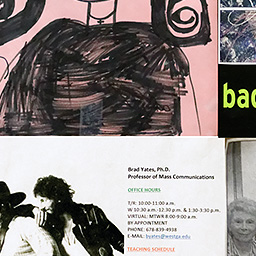 bad
Brad Yates, Ph.D.
Professor of Mass Communications
OFFICE HOURS
T/R: 10:00-11:00 a.m.
W 10:30 a.m. -12:30 p.m. & 1:30-3:30 p.m.
VIRTUAL: MTWR 8:00-9:00 a.m.
BY APPOINTMENT
PHONE: 678-839-4938
E-MAIL: byates@westga.edu
TEACHING SCHEDULE